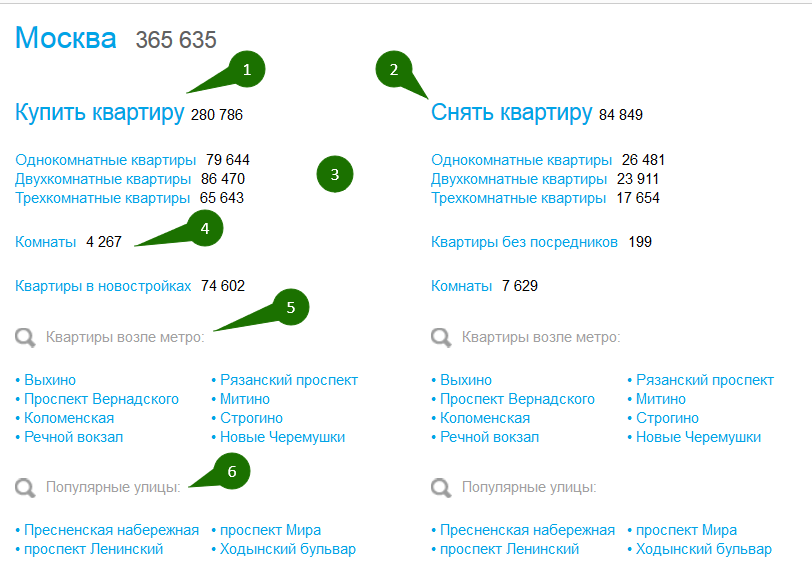 Москва 365 635
1
2
Купить квартиру 280 786
Снять квартиру 84 849
Однокомнатные квартиры 79 644
Двухкомнатные квартиры 86 470
Трехкомнатные квартиры 65 643
3
Однокомнатные квартиры 26 481
Двухкомнатные квартиры 23 911
Трехкомнатные квартиры 17 654
4
Комнаты 4 267
Квартиры без посредников 199
Квартиры в новостройках 74 602
Комнаты 7 629
5
Квартиры возле метро:
• Выхино • Рязанский проспект
• Проспект Вернадского • Митино
• Коломенская • Строгино
• Речной вокзал • Новые Черемушки
Квартиры возле метро:
• Выхино • Рязанский проспект
• Проспект Вернадского • Митино
• Коломенская • Строгино
• Речной вокзал • Новые Черемушки
6
Популярные улицы:
• Пресненская набережная • проспект Мира
• проспект Ленинский • Ходынский бульвар
Популярные улицы:
• Пресненская набережная • проспект Мира
• проспект Ленинский • Ходынский бульвар